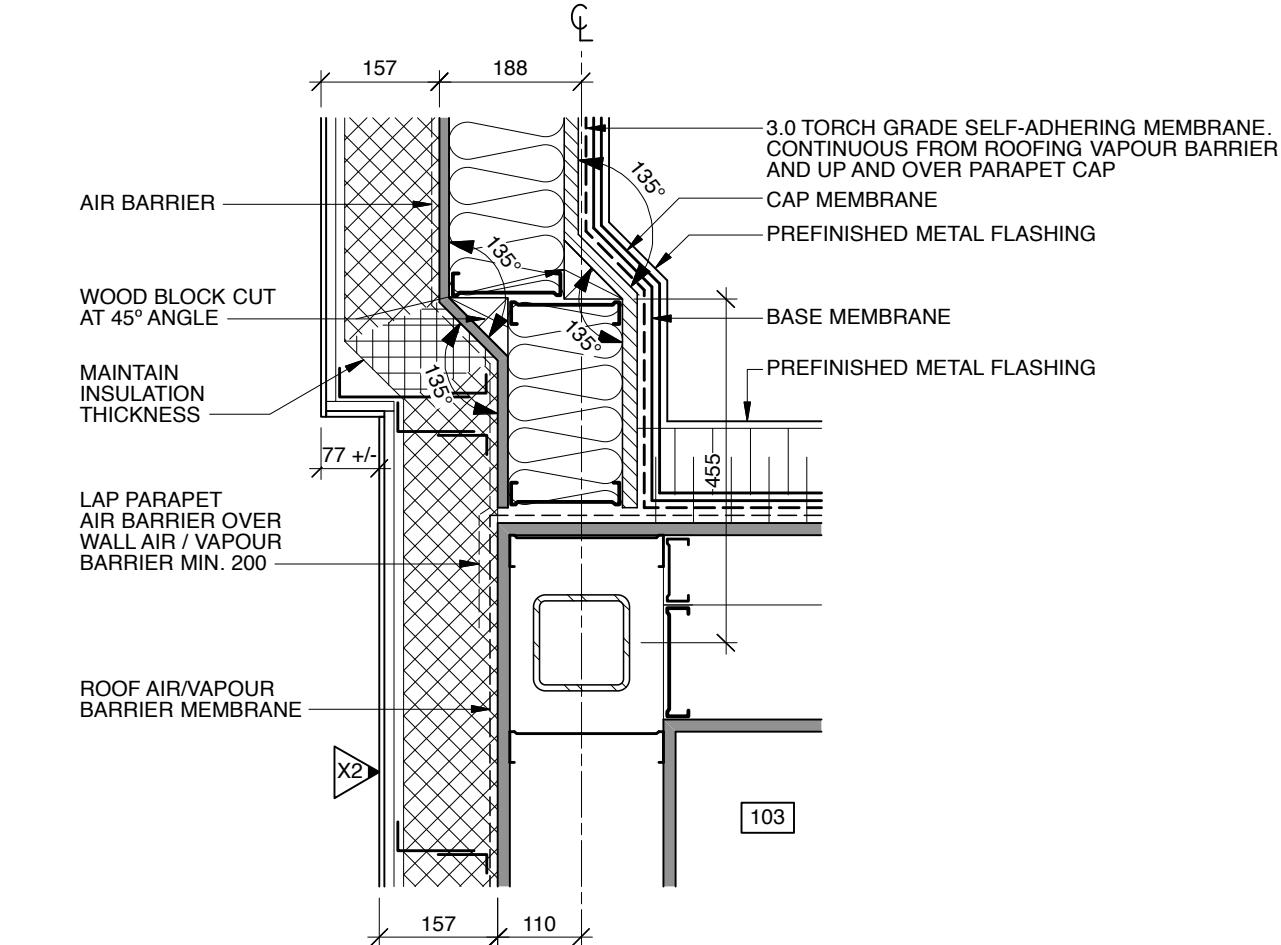 ℄
157
188
3.0 TORCH GRADE SELF-ADHERING MEMBRANE.
CONTINUOUS FROM ROOFING VAPOUR BARRIER
AND UP AND OVER PARAPET CAP
135°
CAP MEMBRANE
AIR BARRIER
PREFINISHED METAL FLASHING
135°
WOOD BLOCK CUT
AT 45º ANGLE
BASE MEMBRANE
135°
PREFINISHED METAL FLASHING
135°
MAINTAIN
INSULATION
THICKNESS
77 +/-
455
LAP PARAPET
AIR BARRIER OVER
WALL AIR / VAPOUR
BARRIER MIN. 200
ROOF AIR/VAPOUR
BARRIER MEMBRANE
X2
103
157
110